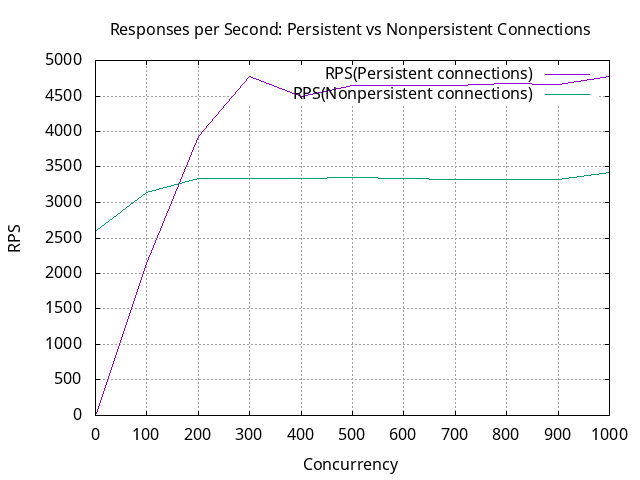 Responses per Second: Persistent vs Nonpersistent Connections
5000
4500
4000
3500
3000
2500
2000
1500
1000
500
0
RPS
RPS(Persistent connections)
RPS(Nonpersistent connections)
0 100 200 300 400 500 600 700 800 900 1000
Concurrency